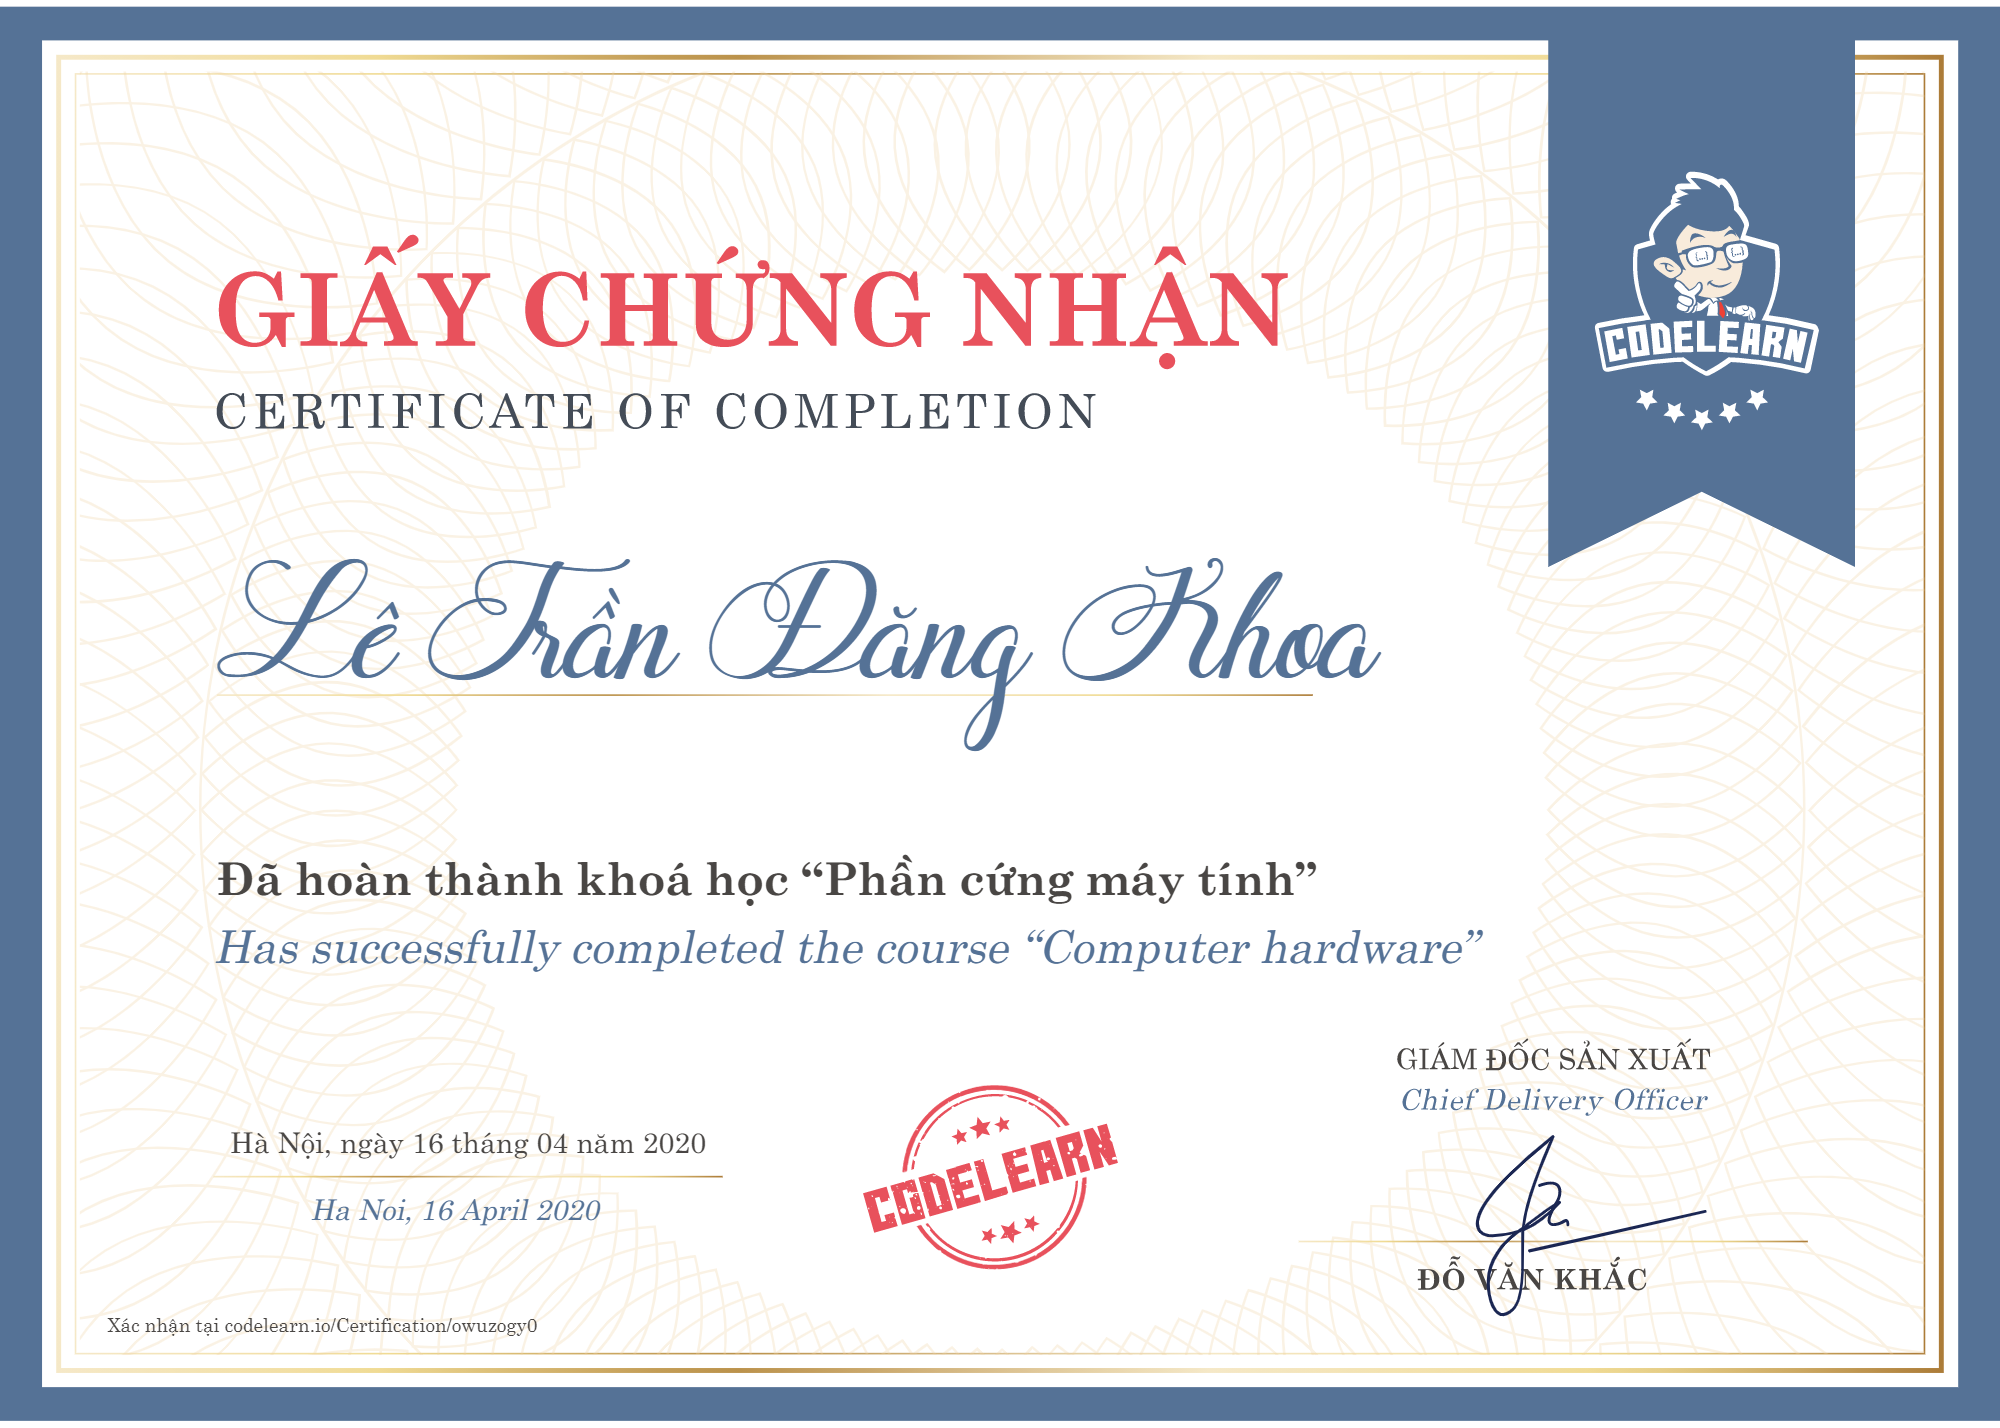 GIẤY CHỨNG NHẬN
CERTIFICATE OF COMPLETION
{...} {...}
CODELEARN
Lê Trần Đăng Khoa
Đã hoàn thành khoá học “Phần cứng máy tính”
Has successfully completed the course “Computer hardware”
GIÁM ĐỐC SẢN XUẤT
Chief Delivery Officer
Hà Nội, ngày 16 tháng 04 năm 2020
Ha Noi, 16 April 2020
CODELEARN
ĐỖ VĂN KHẮC
Xác nhận tại codelearn.io/Certification/owuzogy0